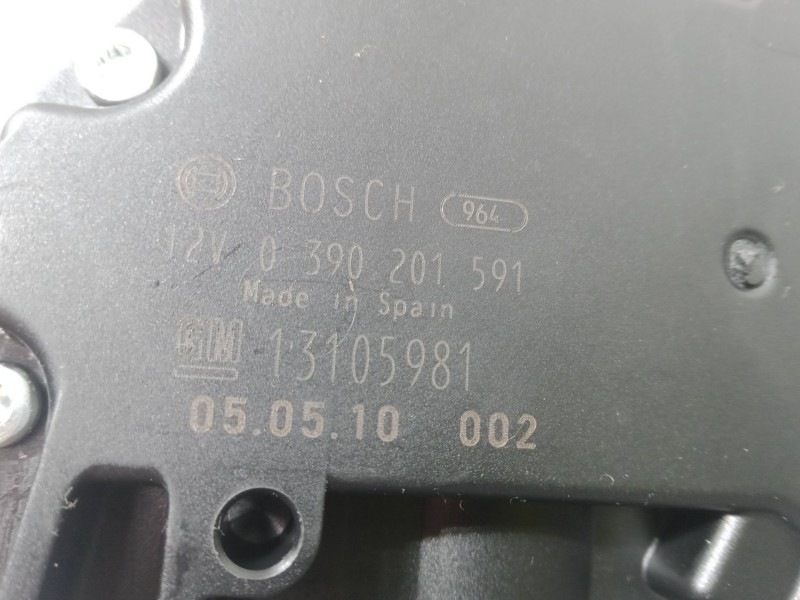 BOSCH 964
12V 0 390 201 591
Made in Spain
GM 13105981
05.05.10 002